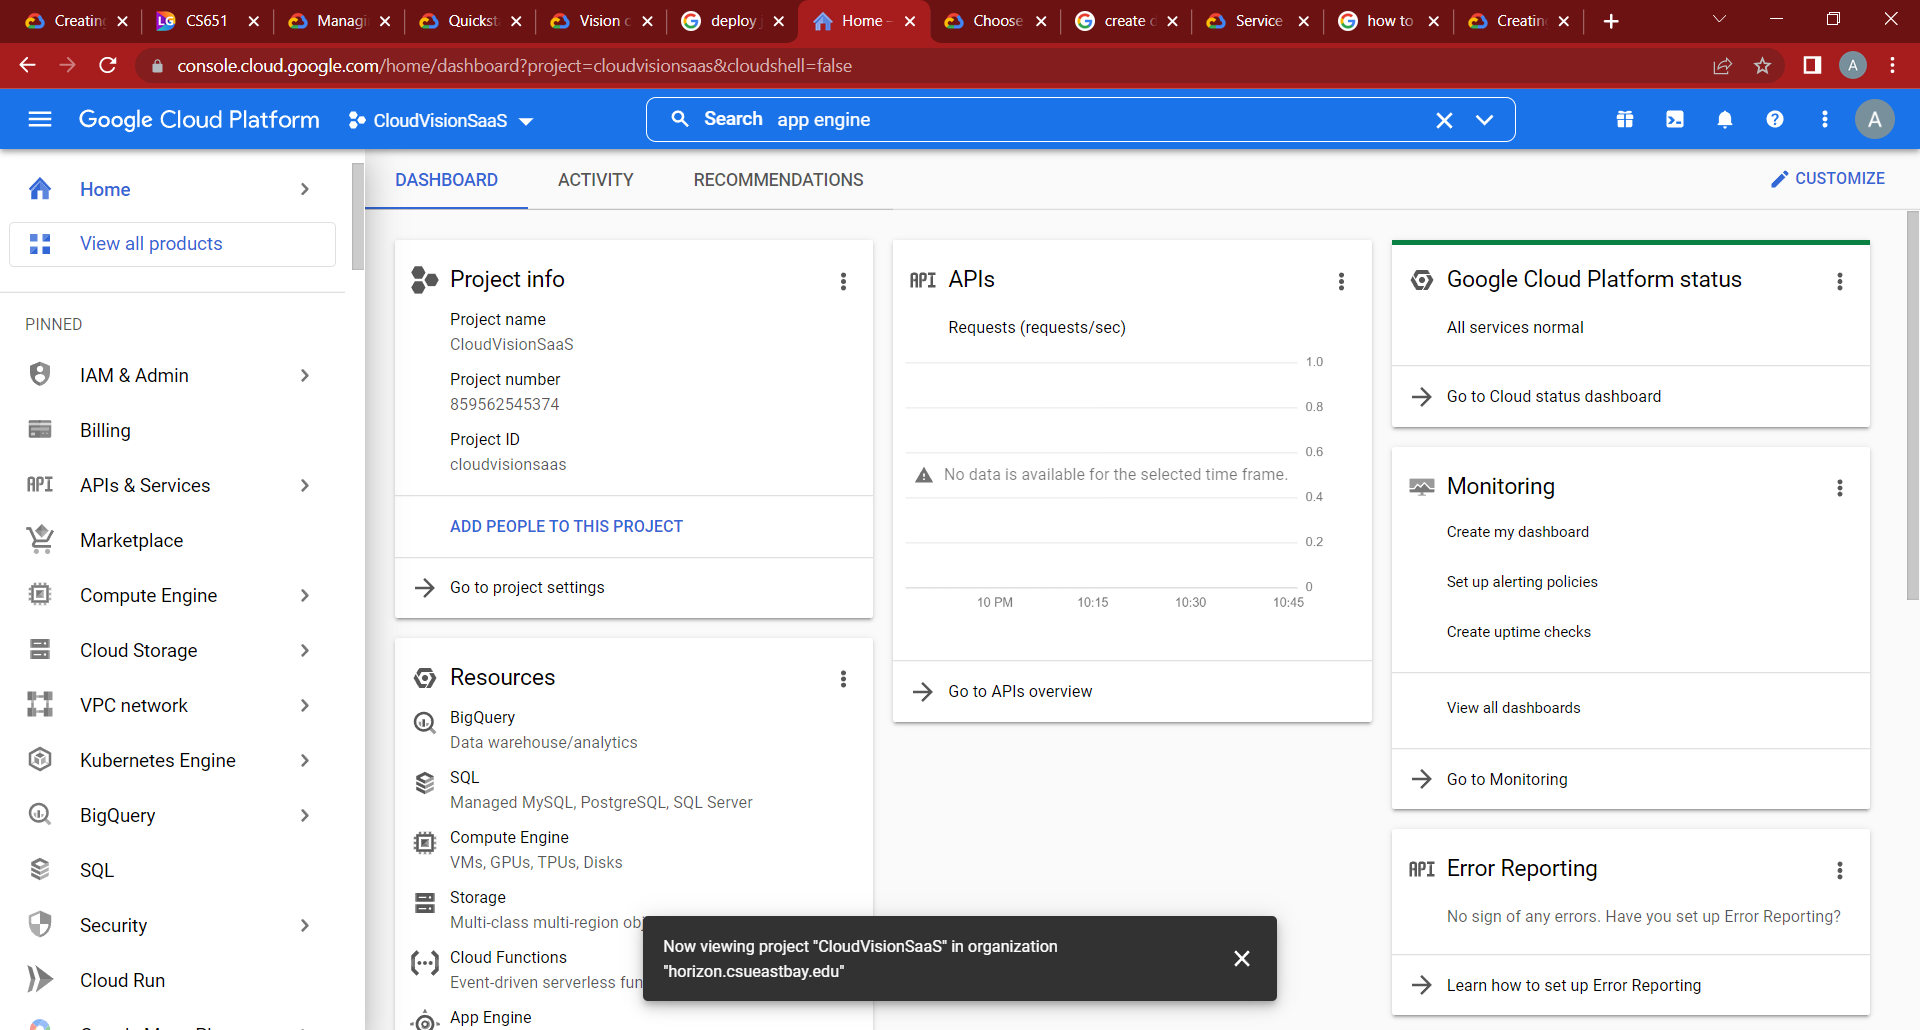 Creating
CS651
Managi
Quicksta
Vision c
deploy j
Home –
Choose
create c
Service
how to
Creating
console.cloud.google.com/home/dashboard?project=cloudvisionsaas&cloudshell=false
A
Google Cloud Platform
CloudVisionSaaS
Search app engine
A
Home
View all products
PINNED
IAM & Admin
Billing
API APIs & Services
Marketplace
Compute Engine
Cloud Storage
VPC network
Kubernetes Engine
BigQuery
SQL
Security
Cloud Run
DASHBOARD
ACTIVITY
RECOMMENDATIONS
CUSTOMIZE
Project info
Project name
CloudVisionSaaS
Project number
859562545374
Project ID
cloudvisionsaas
ADD PEOPLE TO THIS PROJECT
Go to project settings
Resources
BigQuery
Data warehouse/analytics
SQL
Managed MySQL, PostgreSQL, SQL Server
Compute Engine
VMs, GPUs, TPUs, Disks
Storage
Multi-class multi-region obj
Cloud Functions
Event-driven serverless fun
App Engine
API APIs
Requests (requests/sec)
1.0
0.8
0.6
No data is available for the selected time frame.
0.4
0.2
0
10 PM 10:15 10:30 10:45
Go to APIs overview
Google Cloud Platform status
All services normal
Go to Cloud status dashboard
Monitoring
Create my dashboard
Set up alerting policies
Create uptime checks
View all dashboards
Go to Monitoring
API Error Reporting
No sign of any errors. Have you set up Error Reporting?
Learn how to set up Error Reporting
Now viewing project "CloudVisionSaaS" in organization
"horizon.csueastbay.edu"